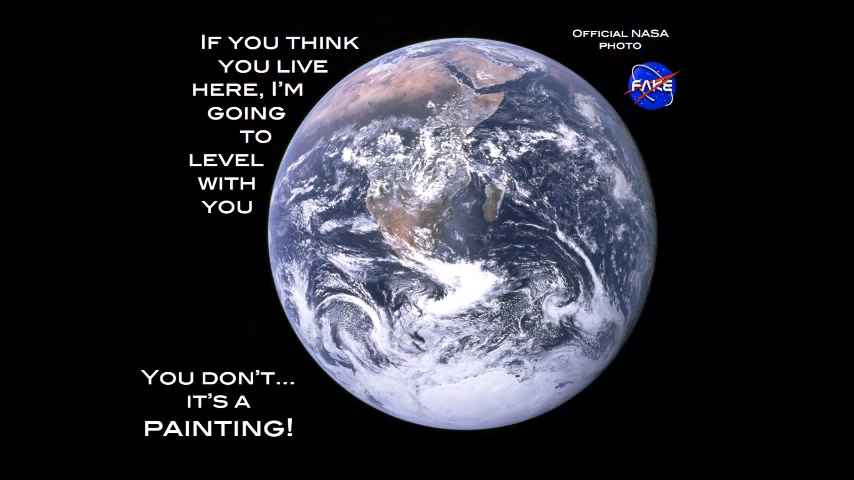 If you think
you live
here, I'm
going
to
level
with
you
Official NASA
photo
FAKE
You don't...
it's a
painting!